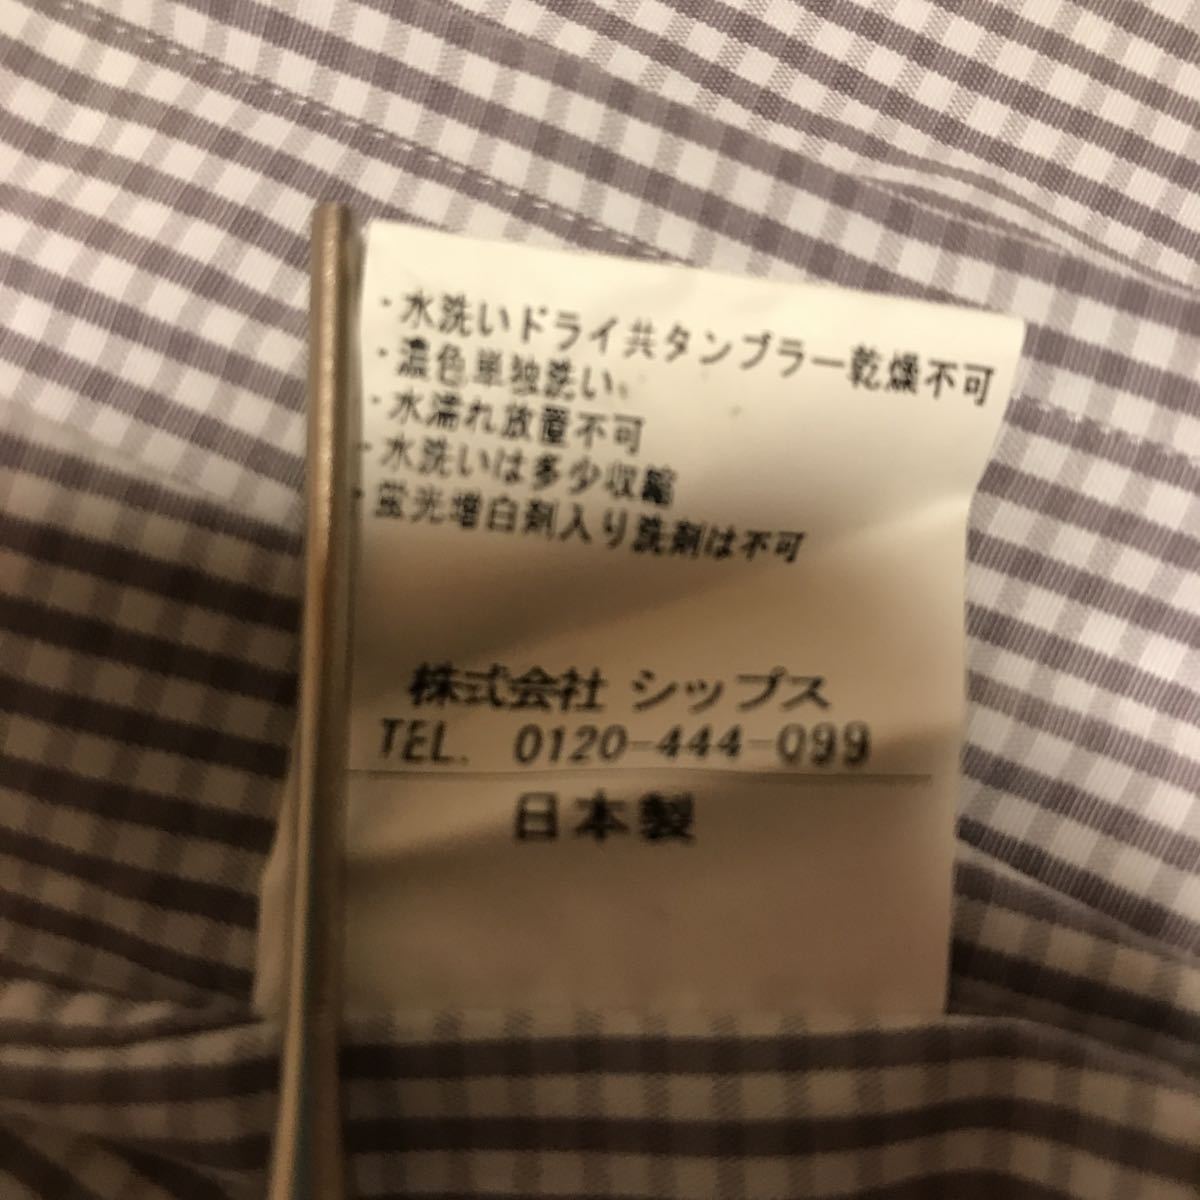 ・水洗いドライ共タンブラー乾燥不可
・濃色単独洗い。
・水濡れ放置不可
・水洗いは多少収縮
・蛍光増白剤入り洗剤は不可
株式会社 シップス
TEL. 0120-444-099
日本製